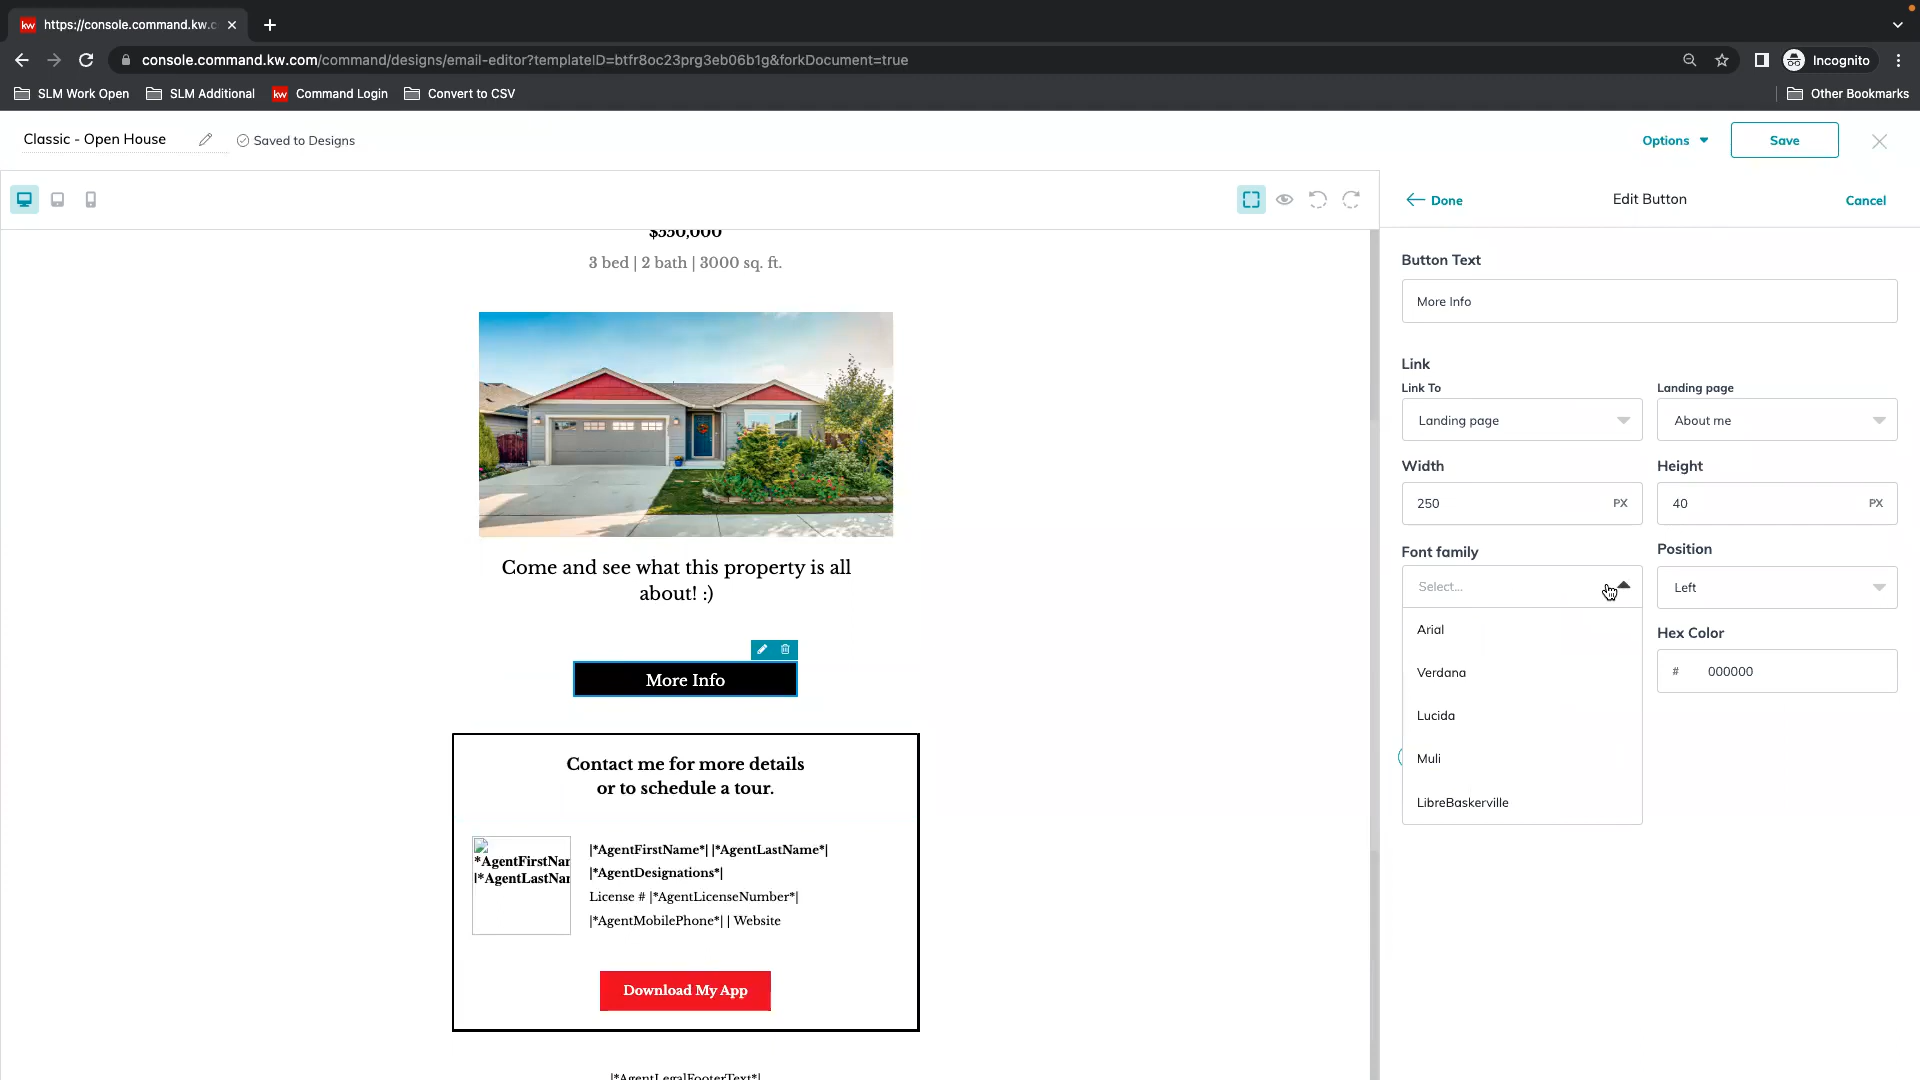 https://console.command.kw.c
console.command.kw.com/command/designs/email-editor?templateID=btfr8oc23prg3eb06b1g&forkDocument=true
Incognito
SLM Work Open
SLM Additional
kw Command Login
Convert to CSV
Other Bookmarks
Classic - Open House
Saved to Designs
Options
Save
Done
Edit Button
Cancel
$550,000
3 bed | 2 bath | 3000 sq. ft.
Come and see what this property is all
about! :)
More Info
Contact me for more details
or to schedule a tour.
*AgentFirstNar
|*AgentLastNar
|*AgentFirstName*| |*AgentLastName*|
|*AgentDesignations*|
License # |*AgentLicenseNumber*|
|*AgentMobilePhone*| | Website
Download My App
|*AgentLegalFooterText*|
Button Text
More Info
Link
Link To
Landing page
Landing page
About me
Width
Height
250 PX
40 PX
Font family
Position
Select...
Left
Arial
Hex Color
Verdana
# 000000
Lucida
Muli
LibreBaskerville